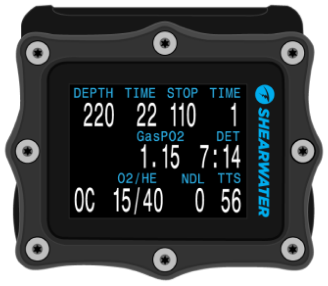 DEPTH TIME STOP TIME
220 22 110 1
GasPO2 DET
1.15 7:14
O2/HE NDL TTS
OC 15/40 0 56
SHEARWATER